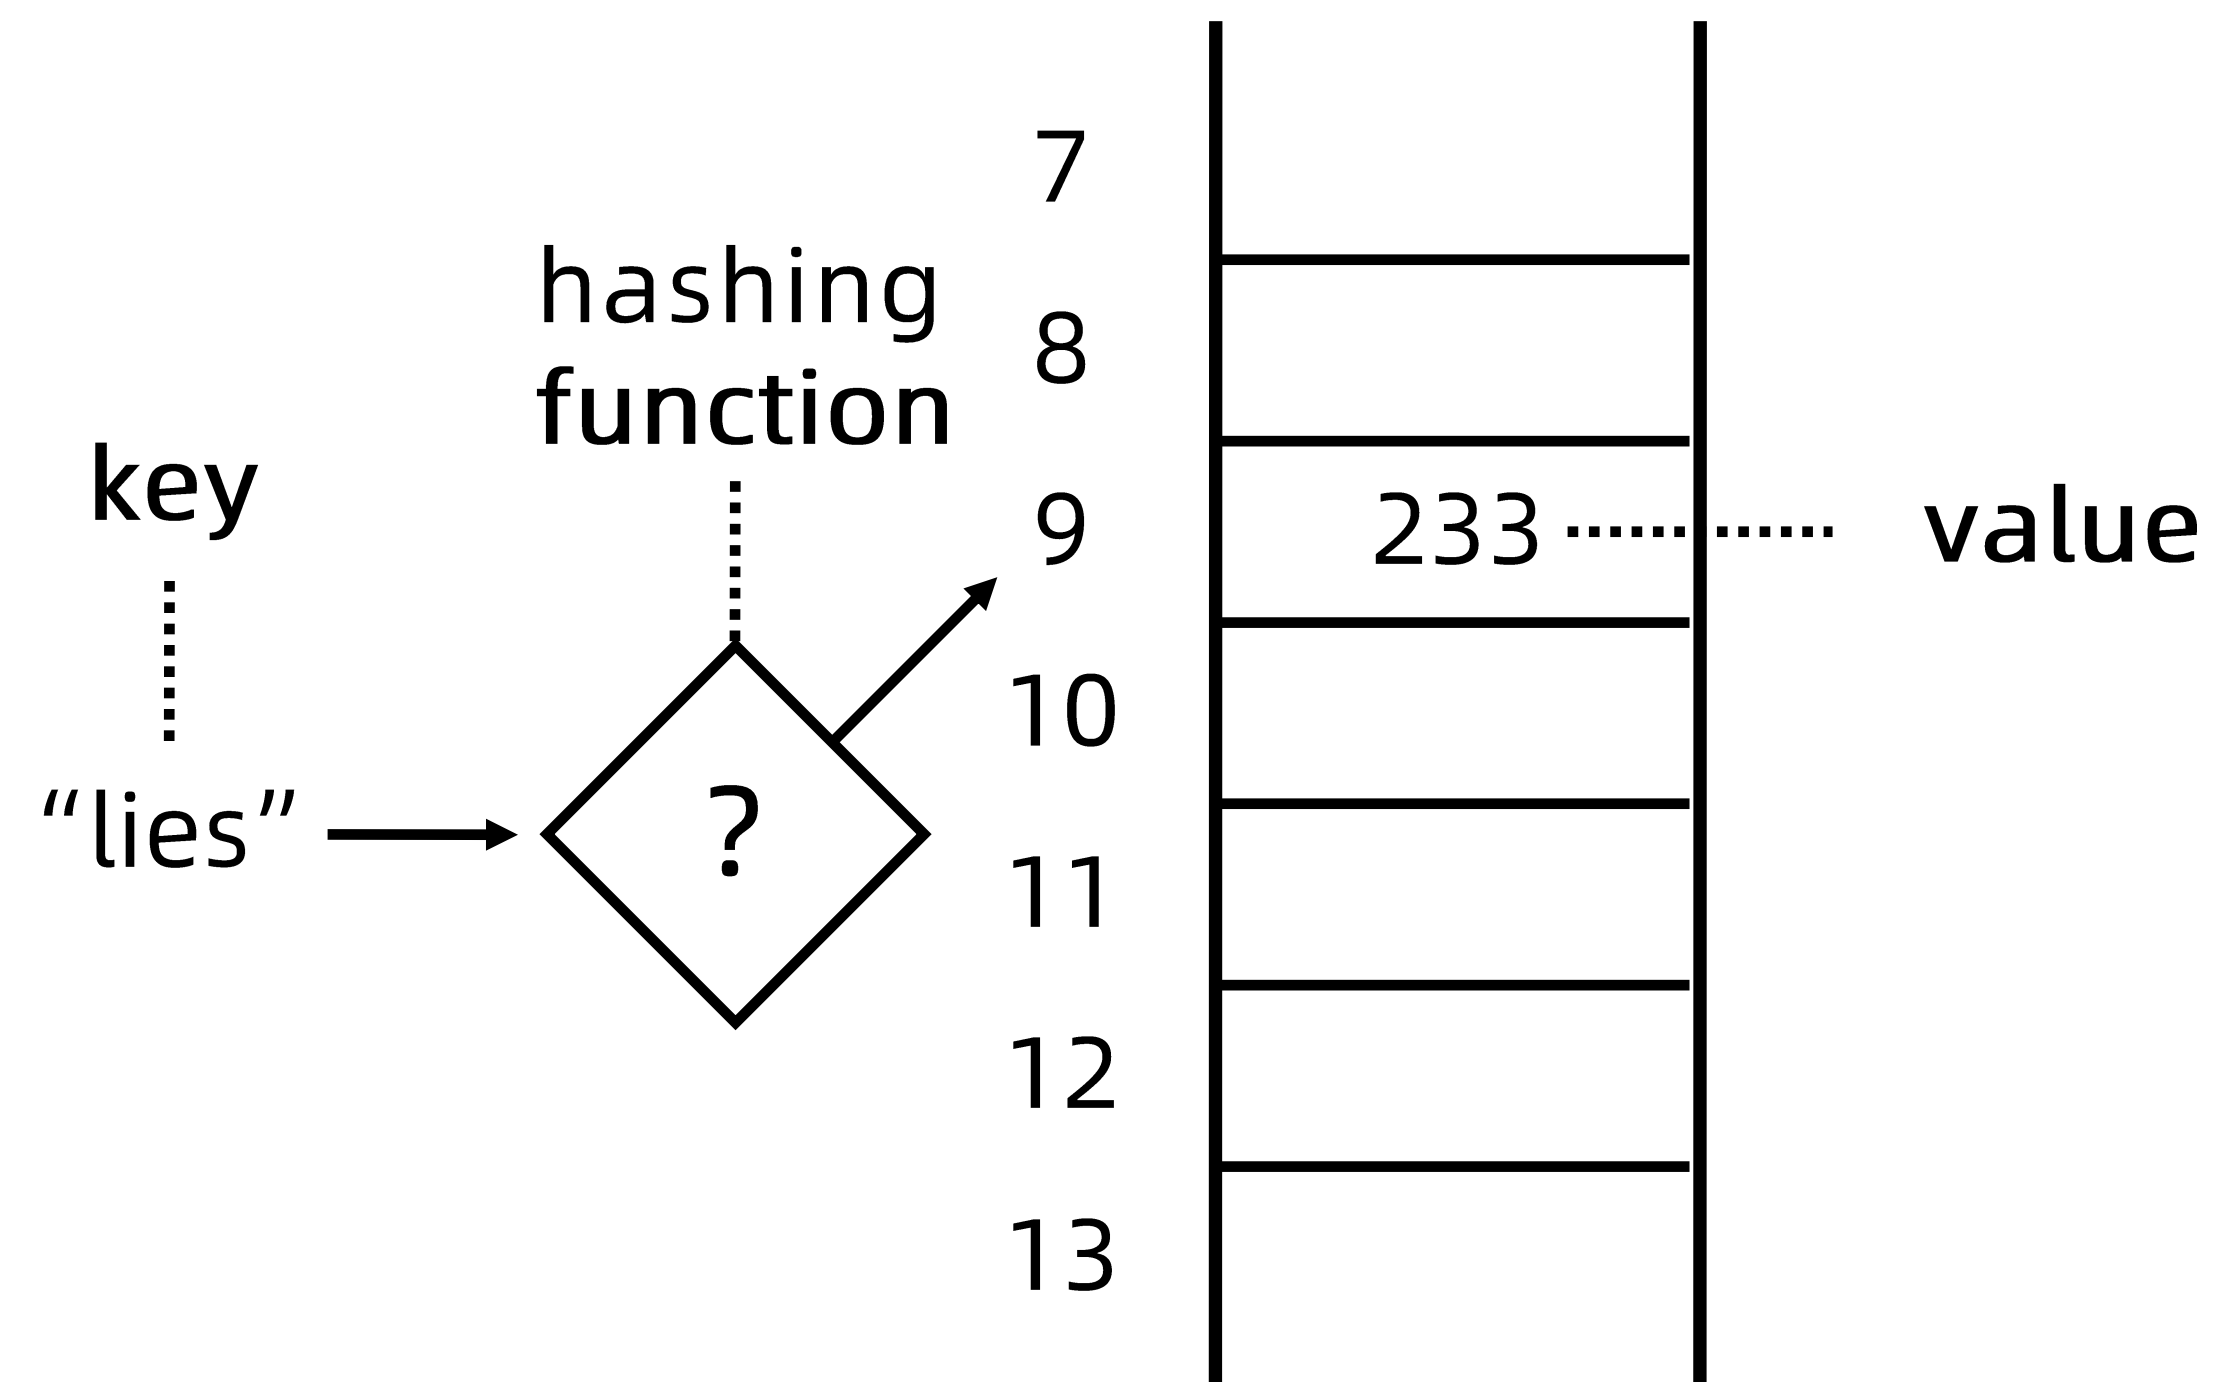 key
“lies”
hashing
function
?
7
8
9
10
11
12
13
233
value